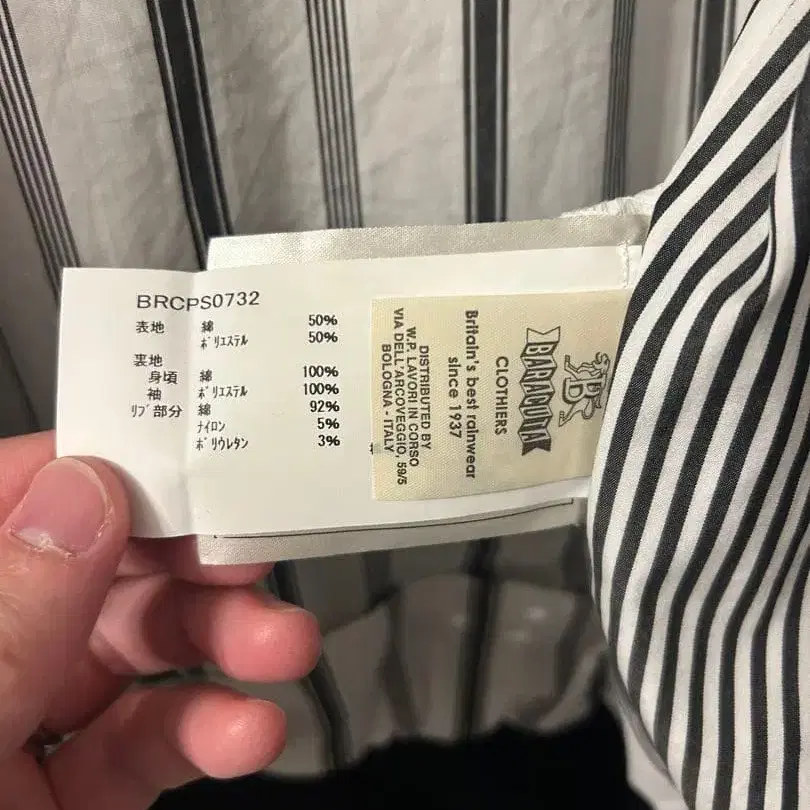 BRCPS0732
表地 綿 50%
ﾎﾟﾘｴｽﾃﾙ 50%
裏地
身頃 綿 100%
袖 ﾎﾟﾘｴｽﾃﾙ 100%
ﾘﾌﾞ部分 綿 92%
ﾅｲﾛﾝ 5%
ﾎﾟﾘｳﾚﾀﾝ 3%
B
BARACUTA
CLOTHIERS
Britain's best rainwear
since 1937
DISTRIBUTED BY
W.P. LAVORI IN CORSO
VIA DELL'ARCOVEGGIO, 59/5
BOLOGNA - ITALY